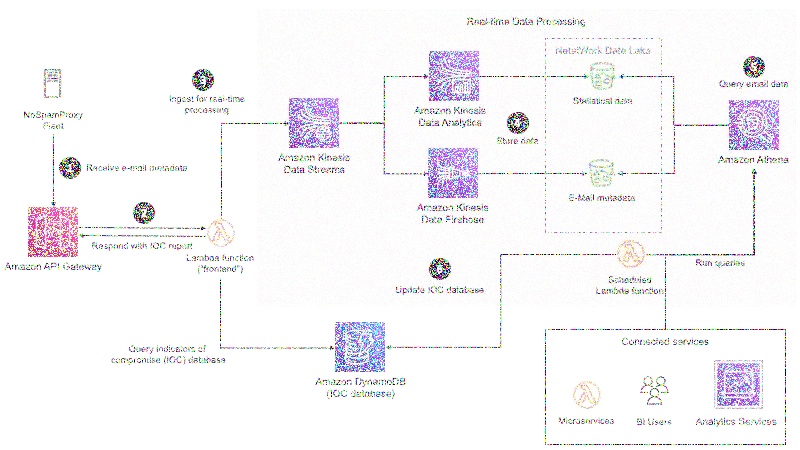 Real-time Data Processing
Net@Work Data Lake
Ingest for real-time
processing
Query email data
NoSpamProxy
Client
Amazon Kinesis
Data Analytics
Statistical data
Store data
Amazon Kinesis
Data Streams
Amazon Athena
Receive e-mail metadata
Amazon Kinesis
Data Firehose
E-Mail metadata
Respond with IOC report
Amazon API Gateway
Lambda function
("frontend")
Update IOC database
Scheduled
Lambda function
Run queries
Query indicators of
compromise (IOC) database
Amazon DynamoDB
(IOC database)
Connected services
Microservices
BI Users
Analytics Services